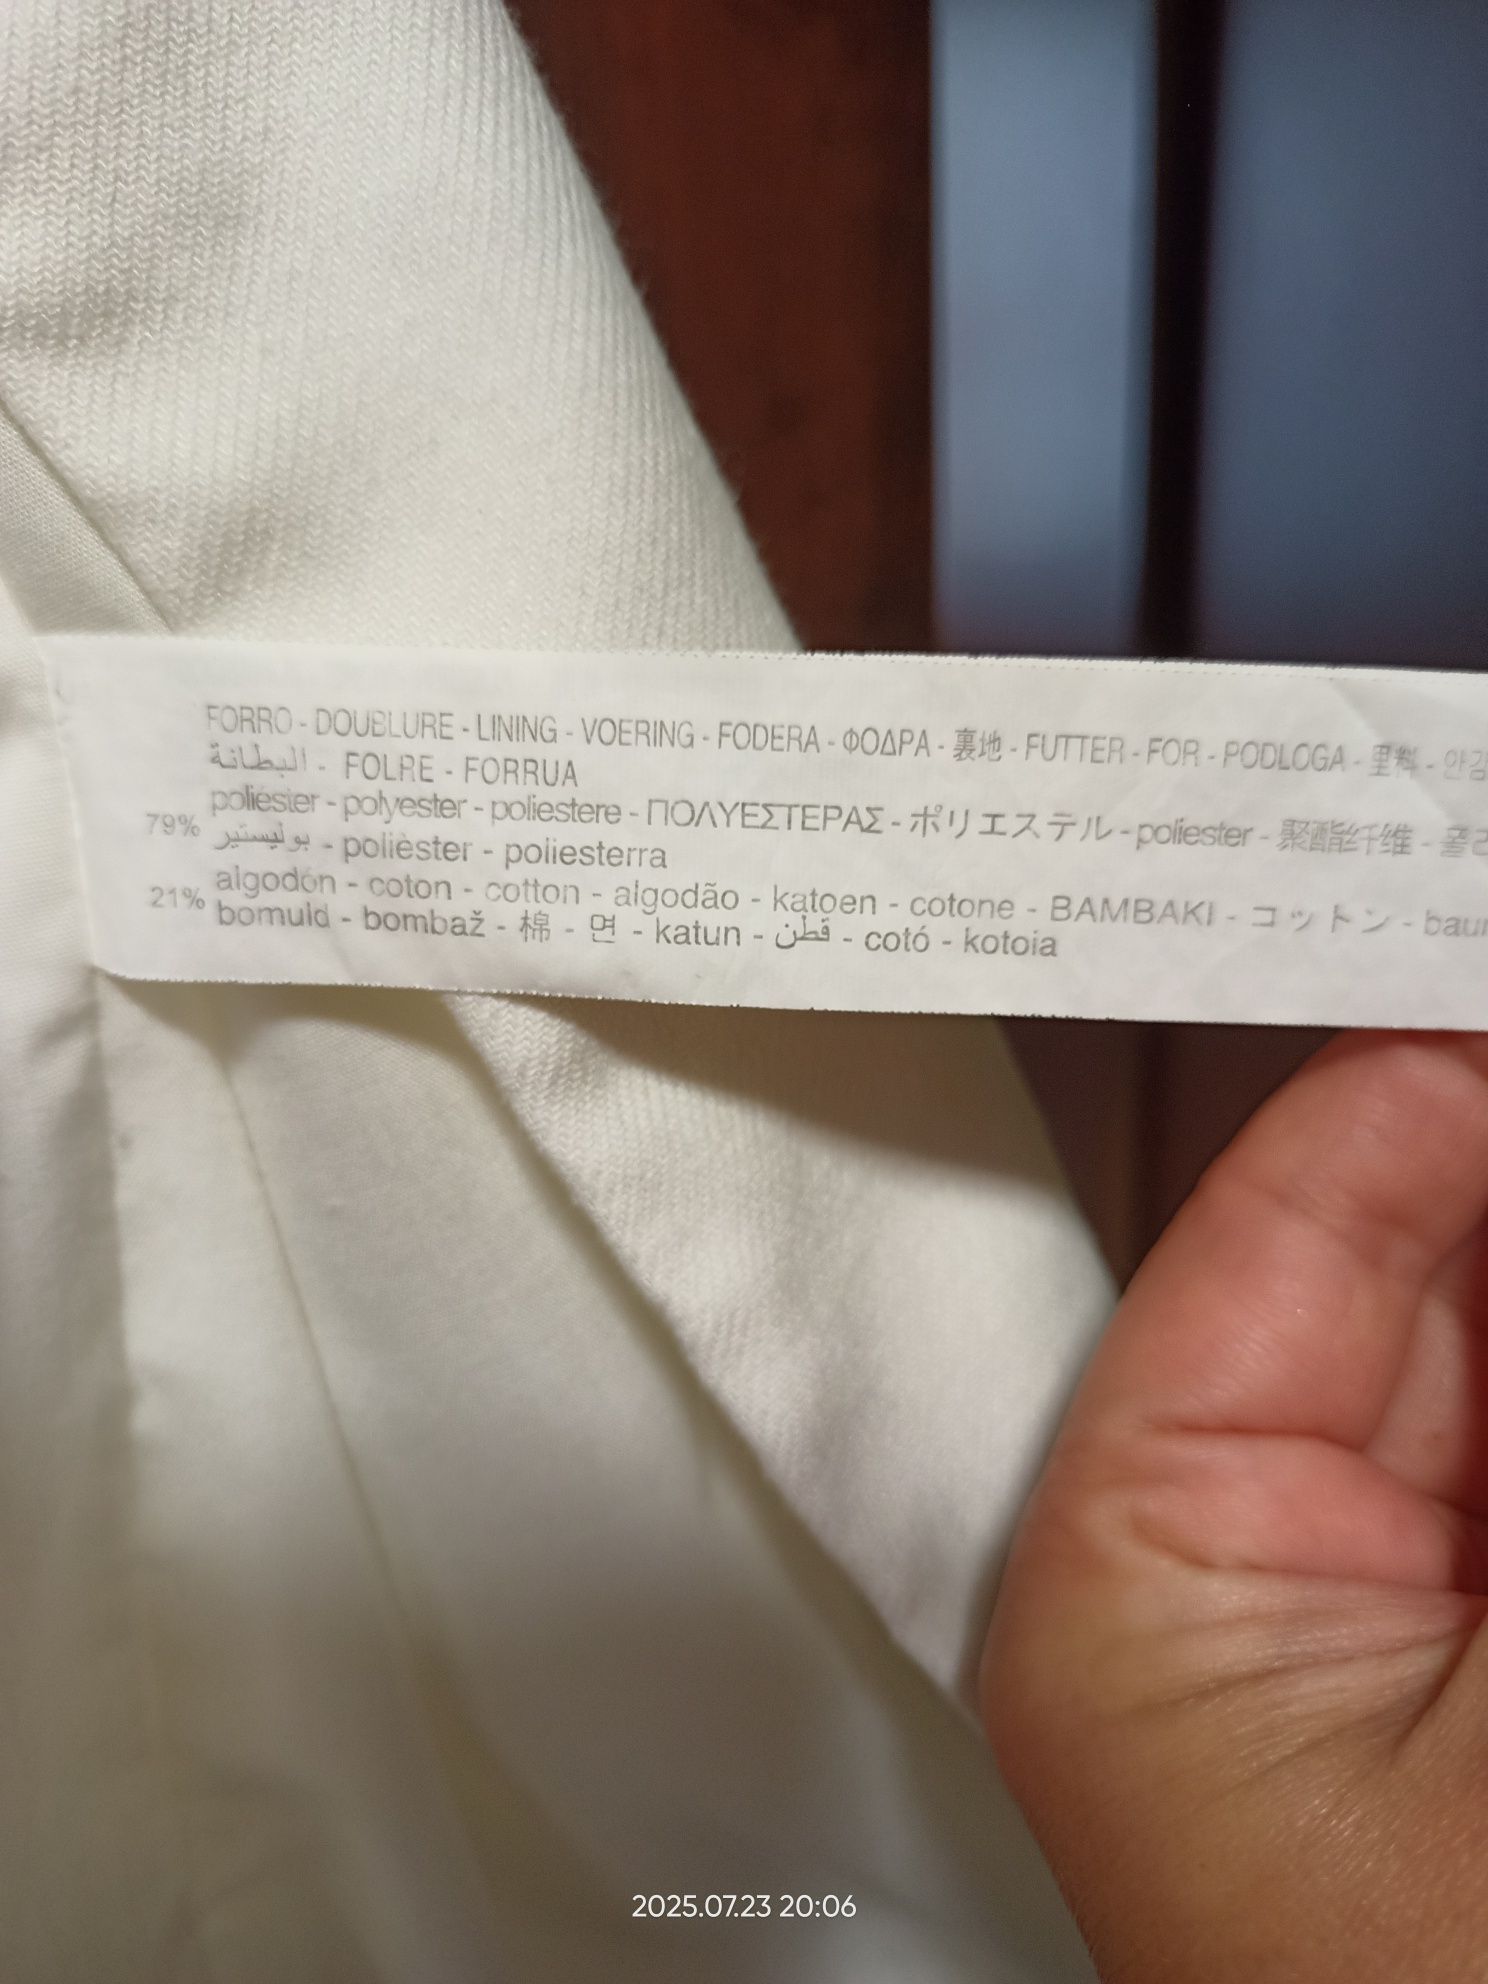 FORRO - DOUBLURE - LINING - VOERING - FODERA - ΦΟΔΡΑ - 裏地 - FUTTER - FOR - PODLOGA - 里料 - 안감
البطانة - FOLRE - FORRUA
79% poliéster - polyester - poliestere - ΠΟΛΥΕΣΤΕΡΑΣ - ポリエステル - poliester - 聚酯纤维 -
بوليستير - polièster - poliesterra
21% algodón - coton - cotton - algodão - katoen - cotone - BAMBAKI - コットン -
bomuld - bombaž - 棉 - 면 - katun - قطن - cotó - kotoia
2025.07.23 20:06